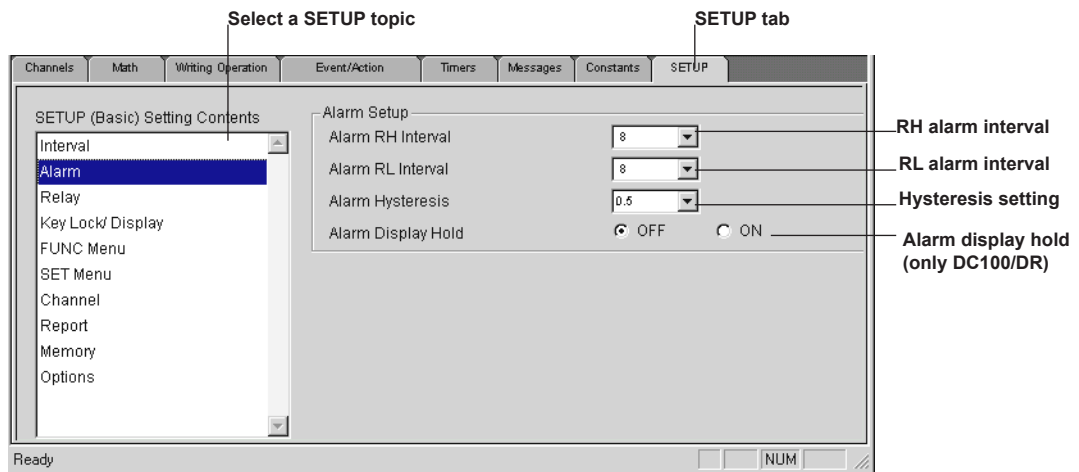 Select a SETUP topic
SETUP tab
Channels Math Writing Operation Event/Action Timers Messages Constants SETUP
SETUP (Basic) Setting Contents
Interval
Alarm
Relay
Key Lock/ Display
FUNC Menu
SET Menu
Channel
Report
Memory
Options
Alarm Setup
Alarm RH Interval 8
RH alarm interval
Alarm RL Interval 8
RL alarm interval
Alarm Hysteresis 0.5
Hysteresis setting
Alarm Display Hold OFF ON
Alarm display hold
(only DC100/DR)
Ready NUM